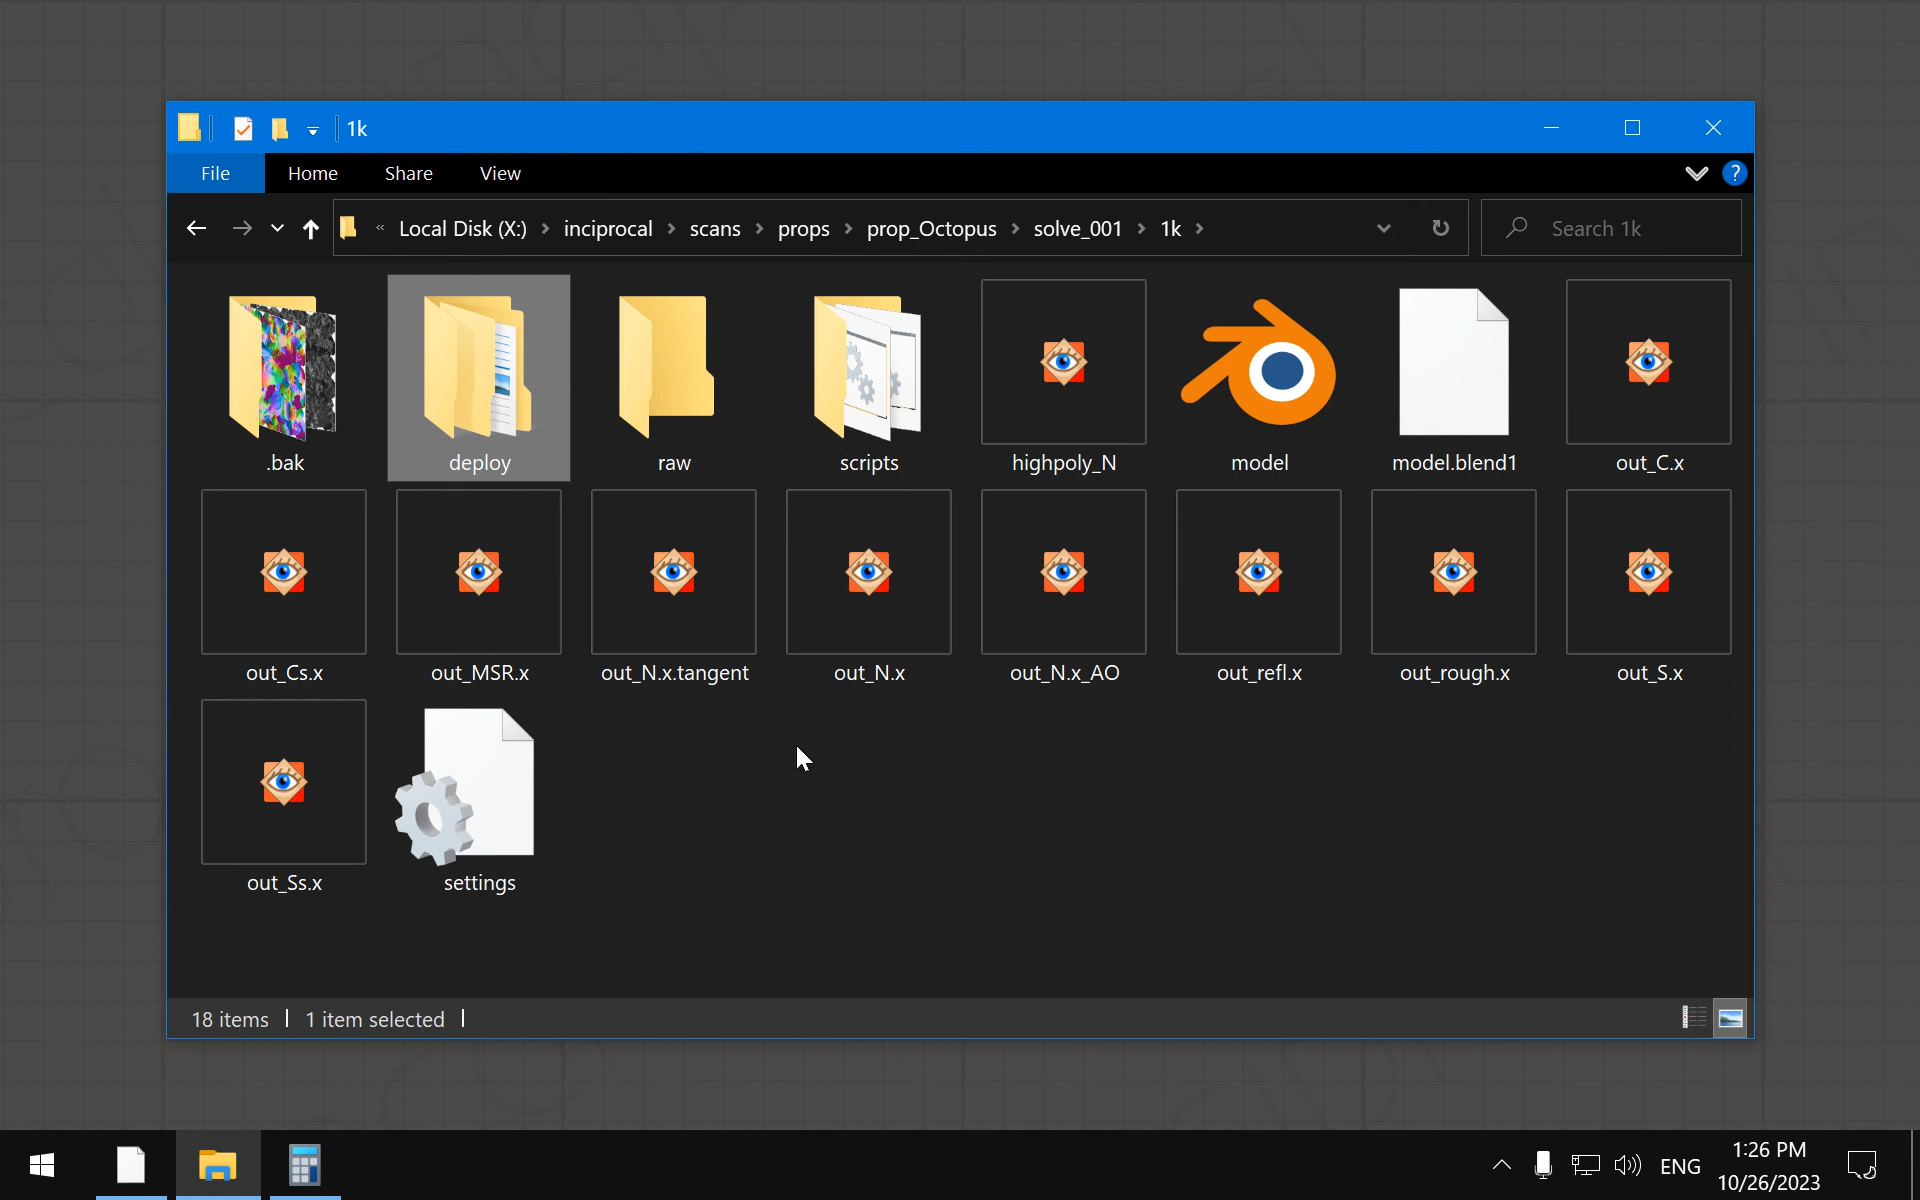 1k
File Home Share View
?
« Local Disk (X:) › inciprocal › scans › props › prop_Octopus › solve_001 › 1k › Search 1k
.bak deploy raw scripts highpoly_N model model.blend1 out_C.x
out_Cs.x out_MSR.x out_N.x.tangent out_N.x out_N.x_AO out_refl.x out_rough.x out_S.x
out_Ss.x settings
18 items 1 item selected
ENG 1:26 PM
10/26/2023